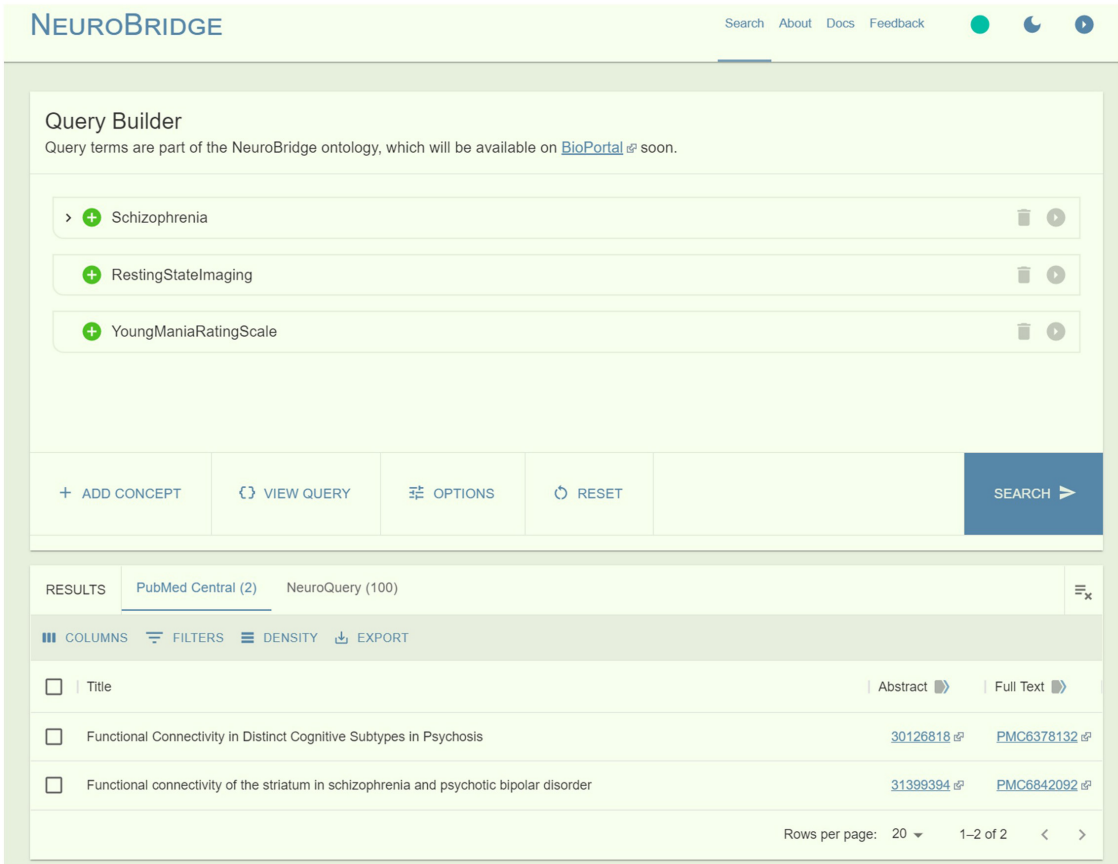 NEUROBRIDGE
Search About Docs Feedback
Query Builder
Query terms are part of the NeuroBridge ontology, which will be available on BioPortal soon.
Schizophrenia
RestingStateImaging
YoungManiaRatingScale
+ ADD CONCEPT {} VIEW QUERY OPTIONS RESET SEARCH
RESULTS PubMed Central (2) NeuroQuery (100)
COLUMNS FILTERS DENSITY EXPORT
Title Abstract Full Text
Functional Connectivity in Distinct Cognitive Subtypes in Psychosis 30126818 PMC6378132
Functional connectivity of the striatum in schizophrenia and psychotic bipolar disorder 31399394 PMC6842092
Rows per page: 20 1–2 of 2